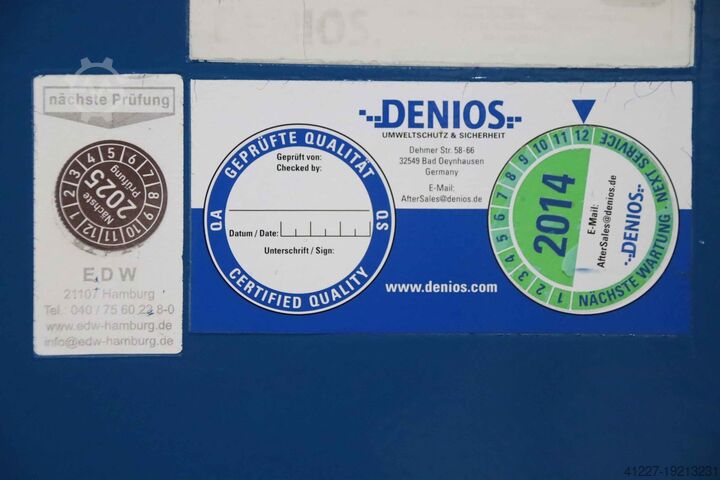 nächste Prüfung
1 2 3 4 5 6 7 8 9 10 11 12
2025
Nächste
Prüfung
E.D W
21107 Hamburg
Tel.: 040 / 75 60 22 8-0
www.edw-hamburg.de
info@edw-hamburg.de
GEPRÜFTE QUALITÄT
QA
QS
Geprüft von:
Checked by:
Datum / Date:
Unterschrift / Sign:
CERTIFIED QUALITY
DENIOS
UMWELTSCHUTZ & SICHERHEIT
Dehmer Str. 58-66
32549 Bad Oeynhausen
Germany
E-Mail:
AfterSales@denios.de
www.denios.com
1 2 3 4 5 6 7 8 9 10 11 12
2014
E-Mail:
AfterSales@denios.de
DENIOS
NÄCHSTE WARTUNG - NEXT SERVICE
41227-19213231